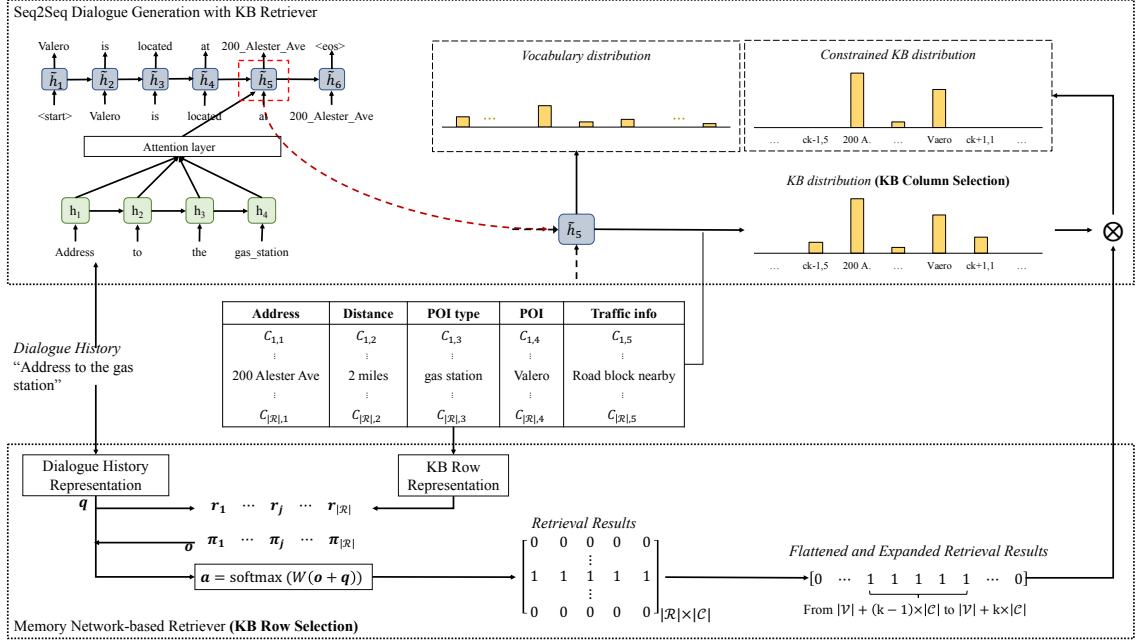 Seq2Seq Dialogue Generation with KB Retriever
Valero is located at 200_Alester_Ave <eos>
h̃1 h̃2 h̃3 h̃4 h̃5 h̃6
<start> Valero is located at 200_Alester_Ave
Attention layer
h1 h2 h3 h4
Address to the gas_station
Vocabulary distribution
... ...
Constrained KB distribution
... ck-1,5 200 A. ... Vaero ck+1,1 ...
KB distribution (KB Column Selection)
h̃5
... ck-1,5 200 A. ... Vaero ck+1,1 ...
⊗
Dialogue History
“Address to the gas
station”
Address Distance POI type POI Traffic info
C1,1 C1,2 C1,3 C1,4 C1,5
⋮ ⋮ ⋮ ⋮ ⋮
200 Alester Ave 2 miles gas station Valero Road block nearby
⋮ ⋮ ⋮ ⋮ ⋮
C|ℛ|,1 C|ℛ|,2 C|ℛ|,3 C|ℛ|,4 C|ℛ|,5
Dialogue History
Representation
KB Row
Representation
q
r1 ⋯ rj ⋯ r|ℛ|
o π1 ⋯ πj ⋯ π|ℛ|
a = softmax (W(o + q))
Retrieval Results
0 0 0 0 0
⋮
1 1 1 1 1
⋮
0 0 0 0 0
|ℛ|×|𝒞|
Flattened and Expanded Retrieval Results
[0 ⋯ 1 1 1 1 1 ⋯ 0]
From |𝒱| + (k − 1)×|𝒞| to |𝒱| + k×|𝒞|
Memory Network-based Retriever (KB Row Selection)